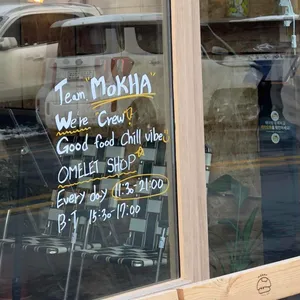 Team "MOKHA"
We're Crew!
Good food Chill vibe
OMELET SHOP
Every day 11:30-21:00
B.T 15:30-17:00